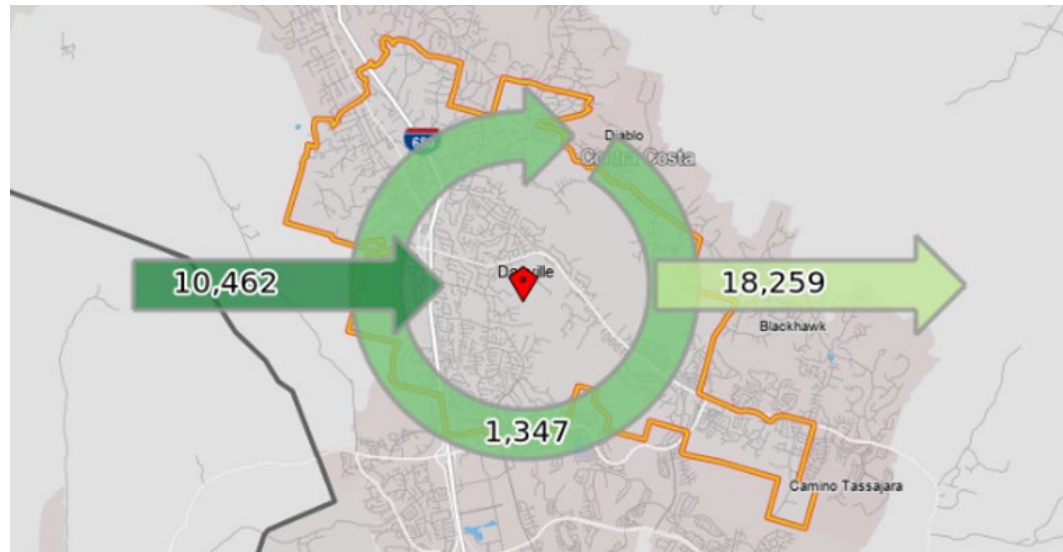 Diablo
Contra Costa
10,462
Danville
18,259
Blackhawk
1,347
Camino Tassajara